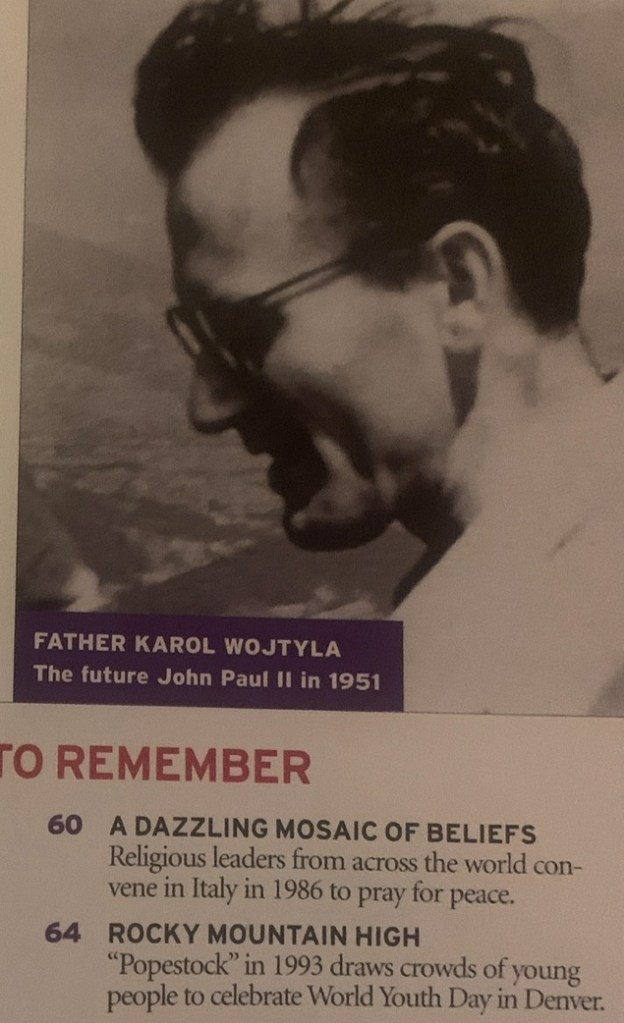 FATHER KAROL WOJTYLA
The future John Paul II in 1951
TO REMEMBER
60 A DAZZLING MOSAIC OF BELIEFS
Religious leaders from across the world con-
vene in Italy in 1986 to pray for peace.
64 ROCKY MOUNTAIN HIGH
“Popestock” in 1993 draws crowds of young
people to celebrate World Youth Day in Denver.